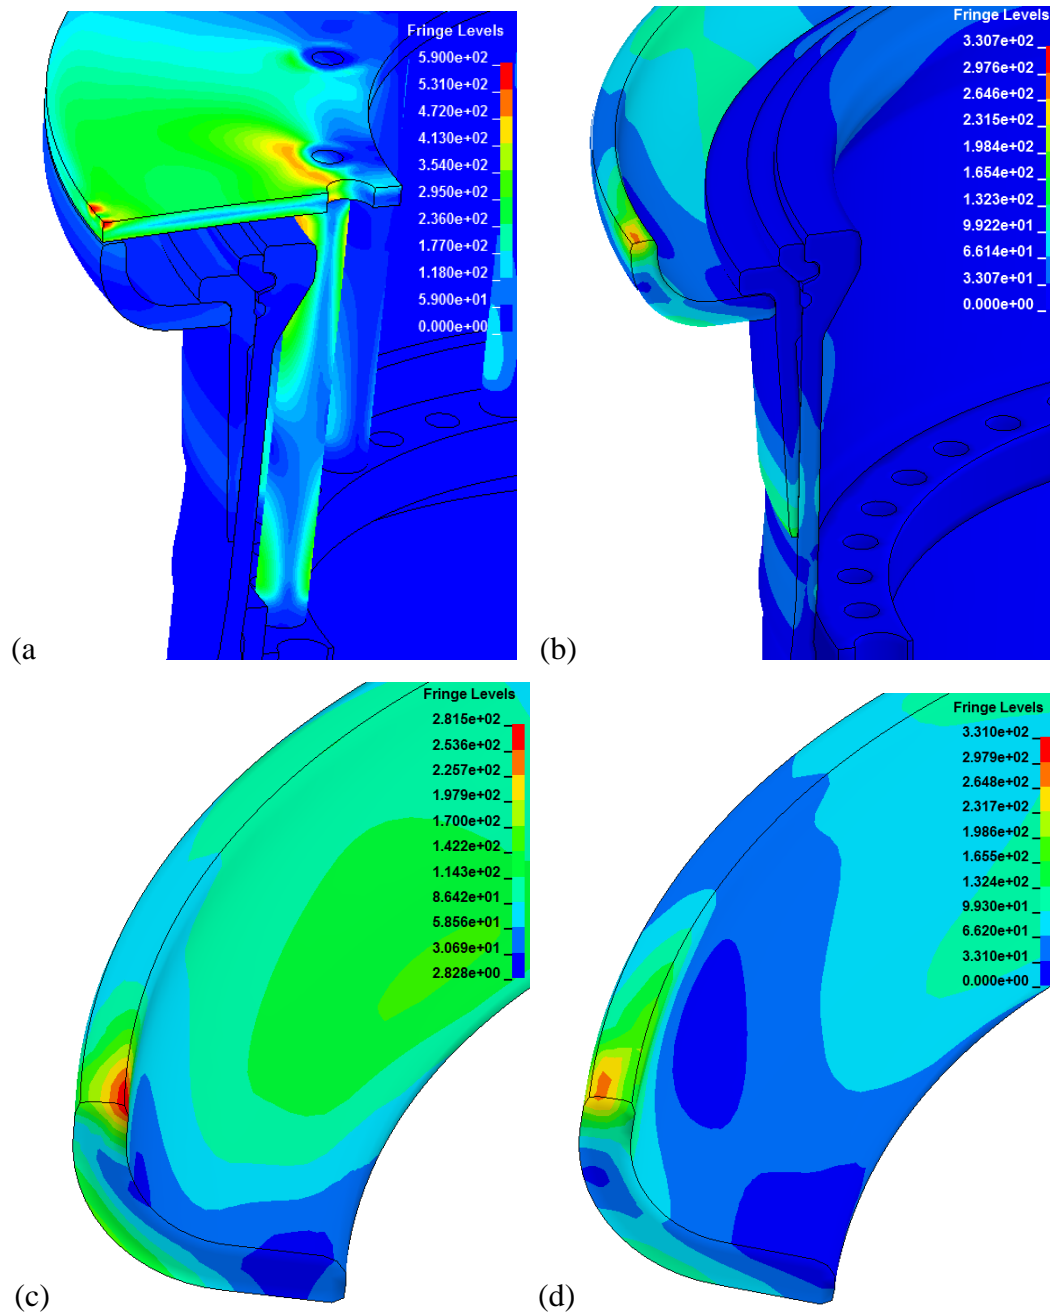 Fringe Levels
5.900e+02
5.310e+02
4.720e+02
4.130e+02
3.540e+02
2.950e+02
2.360e+02
1.770e+02
1.180e+02
5.900e+01
0.000e+00
(a
Fringe Levels
3.307e+02
2.976e+02
2.646e+02
2.315e+02
1.984e+02
1.654e+02
1.323e+02
9.922e+01
6.614e+01
3.307e+01
0.000e+00
(b)
Fringe Levels
2.815e+02
2.536e+02
2.257e+02
1.979e+02
1.700e+02
1.422e+02
1.143e+02
8.642e+01
5.856e+01
3.069e+01
2.828e+00
(c)
Fringe Levels
3.310e+02
2.979e+02
2.648e+02
2.317e+02
1.986e+02
1.655e+02
1.324e+02
9.930e+01
6.620e+01
3.310e+01
0.000e+00
(d)